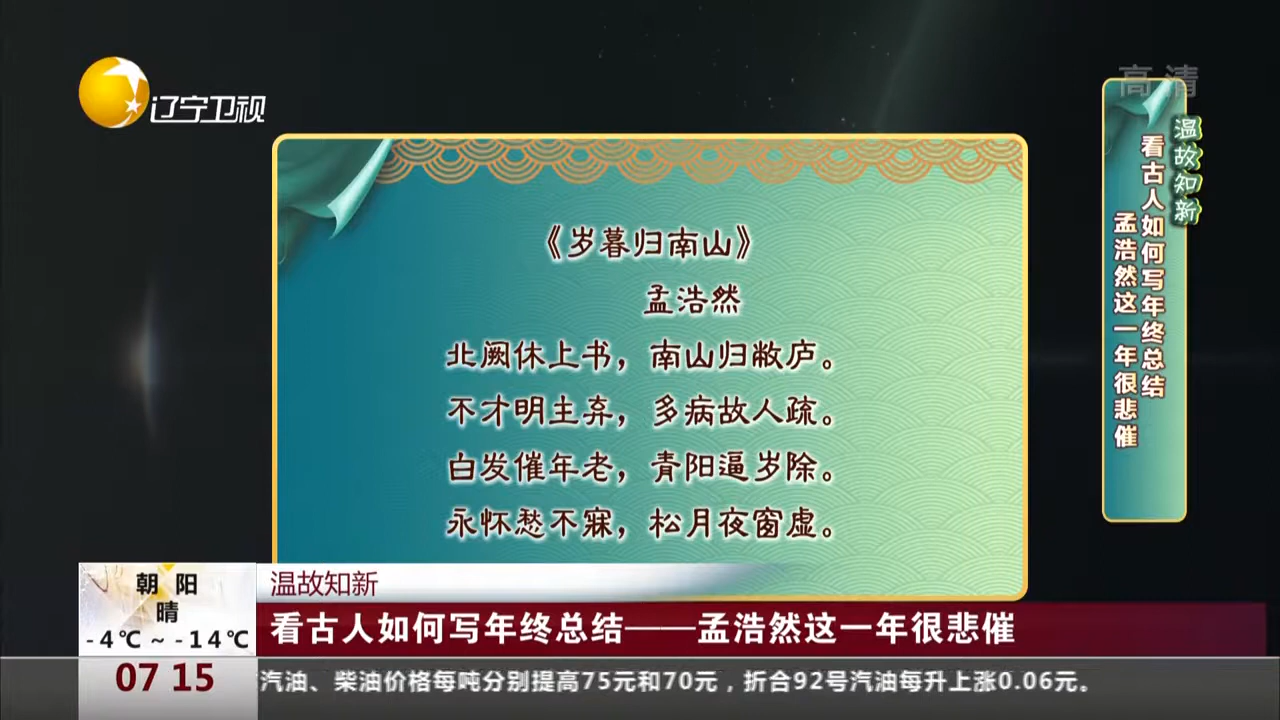 辽宁卫视
高清
《岁暮归南山》
孟浩然
北阙休上书，南山归敝庐。
不才明主弃，多病故人疏。
白发催年老，青阳逼岁除。
永怀愁不寐，松月夜窗虚。
温故知新
看古人如何写年终总结
孟浩然这一年很悲催
朝阳
晴
-4℃~-14℃
07 15
温故知新
看古人如何写年终总结——孟浩然这一年很悲催
汽油、柴油价格每吨分别提高75元和70元，折合92号汽油每升上涨0.06元。